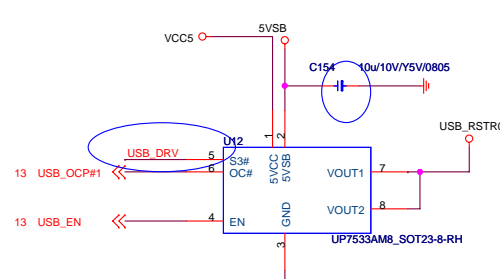 5VSB
VCC5
C154 10u/10V/Y5V/0805
USB_RSTR
U12
1 2
USB_DRV 5 S3# 5VCC 5VSB
13 USB_OCP#1 6 OC# VOUT1 7
13 USB_EN 4 EN GND VOUT2 8
3 UP7533AM8_SOT23-8-RH